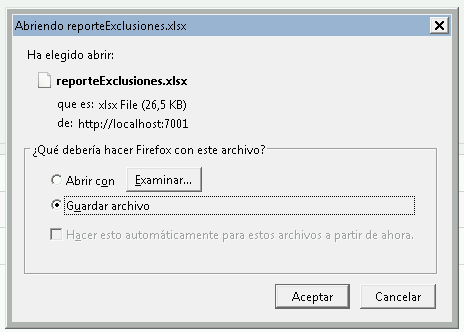 Abriendo reporteExclusiones.xlsx
Ha elegido abrir:
reporteExclusiones.xlsx
que es: xlsx File (26,5 KB)
de: http://localhost:7001
¿Qué debería hacer Firefox con este archivo?
Abrir con Examinar...
Guardar archivo
Hacer esto automáticamente para estos archivos a partir de ahora.
Aceptar Cancelar